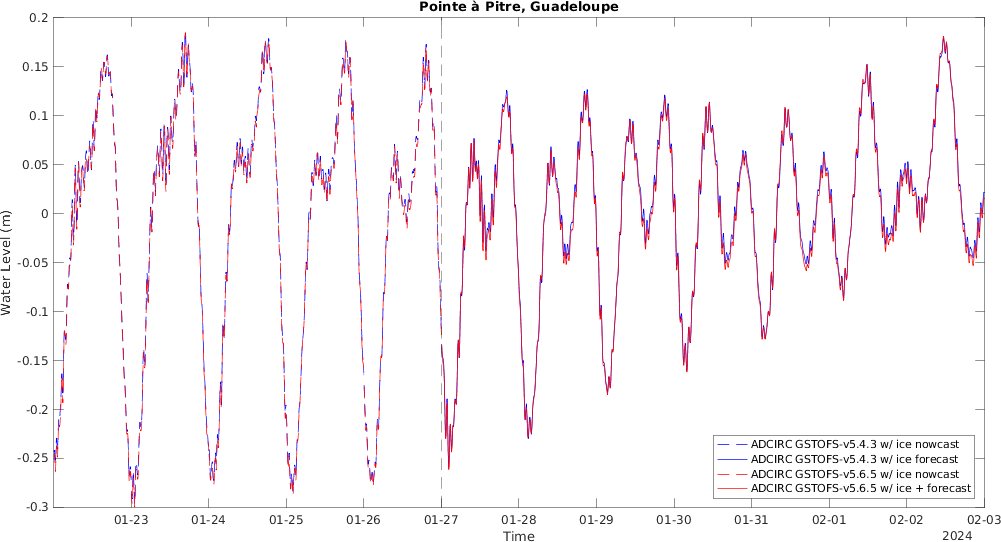 Pointe à Pitre, Guadeloupe
0.2
0.15
0.1
0.05
0
-0.05
-0.1
-0.15
-0.2
-0.25
-0.3
Water Level (m)
ADCIRC GSTOFS-v5.4.3 w/ ice nowcast
ADCIRC GSTOFS-v5.4.3 w/ ice forecast
ADCIRC GSTOFS-v5.6.5 w/ ice nowcast
ADCIRC GSTOFS-v5.6.5 w/ ice + forecast
01-23 01-24 01-25 01-26 01-27 01-28 01-29 01-30 01-31 02-01 02-02 02-03
Time
2024